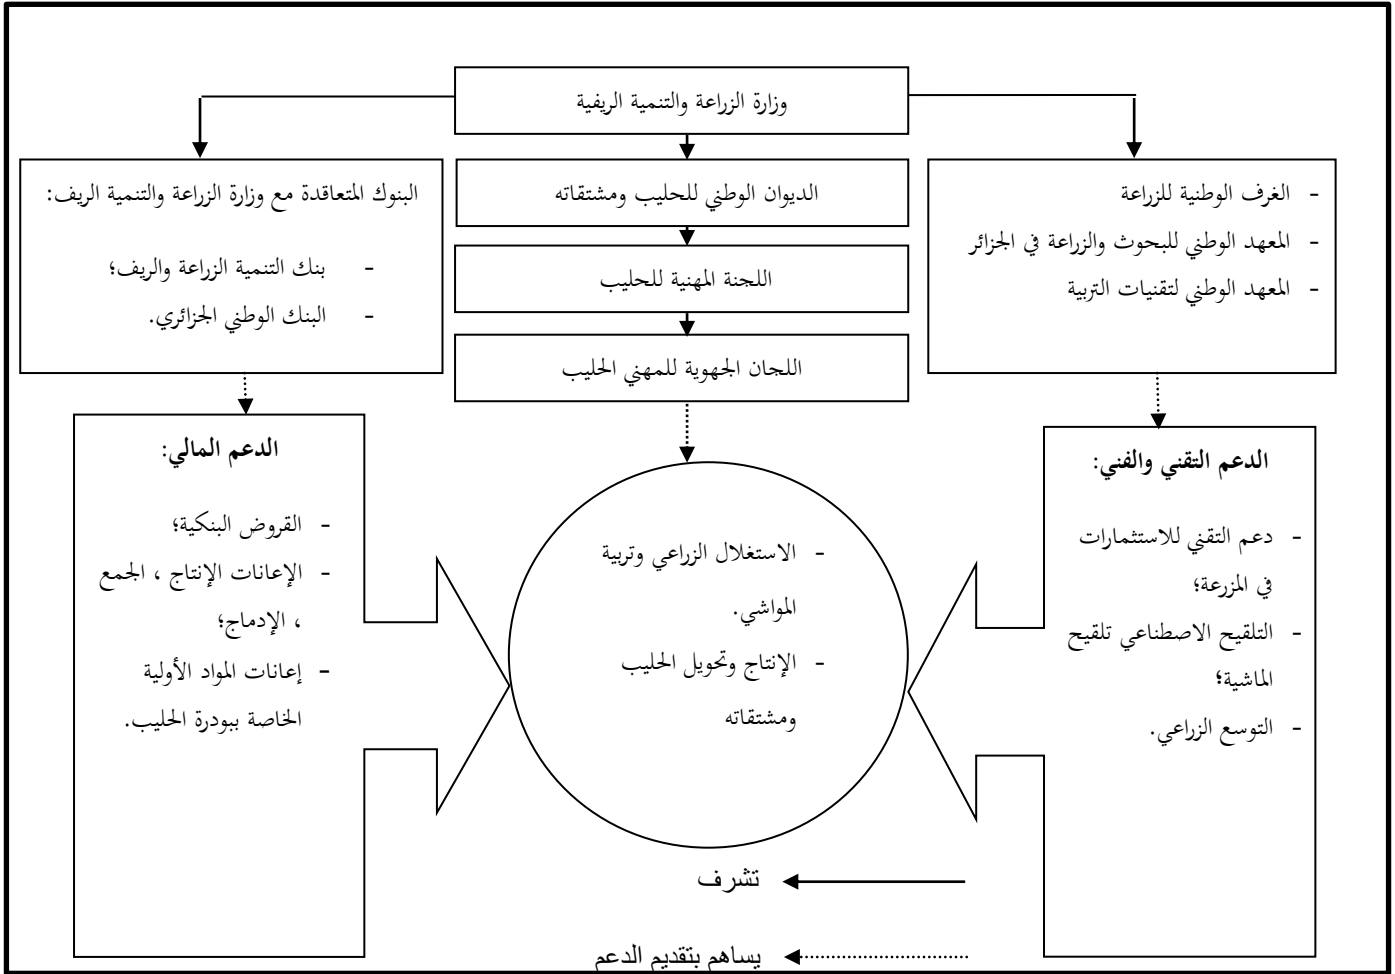 وزارة الزراعة والتنمية الريفية
- الغرف الوطنية للزراعة
- المعهد الوطني للبحوث والزراعة في الجزائر
- المعهد الوطني لتقنيات التربية
الديوان الوطني للحليب ومشتقاته
اللجنة المهنية للحليب
اللجان الجهوية للمهني الحليب
البنوك المتعاقدة مع وزارة الزراعة والتنمية الريف:
- بنك التنمية الزراعة والريف؛
- البنك الوطني الجزائري.
الدعم التقني والفني:
- دعم التقني للاستثمارات
في المزرعة؛
- التلقيح الاصطناعي تلقيح
الماشية؛
- التوسع الزراعي.
- الاستغلال الزراعي وتربية
المواشي.
- الإنتاج وتحويل الحليب
ومشتقاته
الدعم المالي:
- القروض البنكية؛
- الإعانات الإنتاج ، الجمع
، الإدماج؛
- إعانات المواد الأولية
الخاصة ببودرة الحليب.
تشرف
يساهم بتقديم الدعم